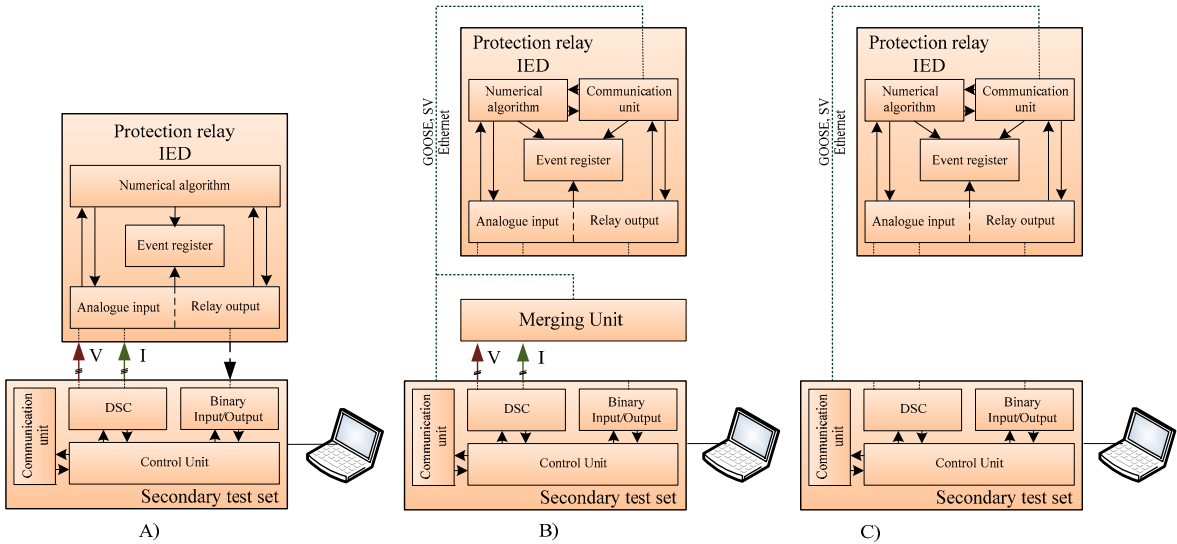 Protection relay
IED
Numerical algorithm
Event register
Analogue input
Relay output
V
I
Communication
unit
DSC
Binary
Input/Output
Control Unit
Secondary test set
A)
GOOSE, SV
Ethernet
Protection relay
IED
Numerical
algorithm
Communication
unit
Event register
Analogue input
Relay output
Merging Unit
V
I
Communication
unit
DSC
Binary
Input/Output
Control Unit
Secondary test set
B)
GOOSE, SV
Ethernet
Protection relay
IED
Numerical
algorithm
Communication
unit
Event register
Analogue input
Relay output
Communication
unit
DSC
Binary
Input/Output
Control Unit
Secondary test set
C)